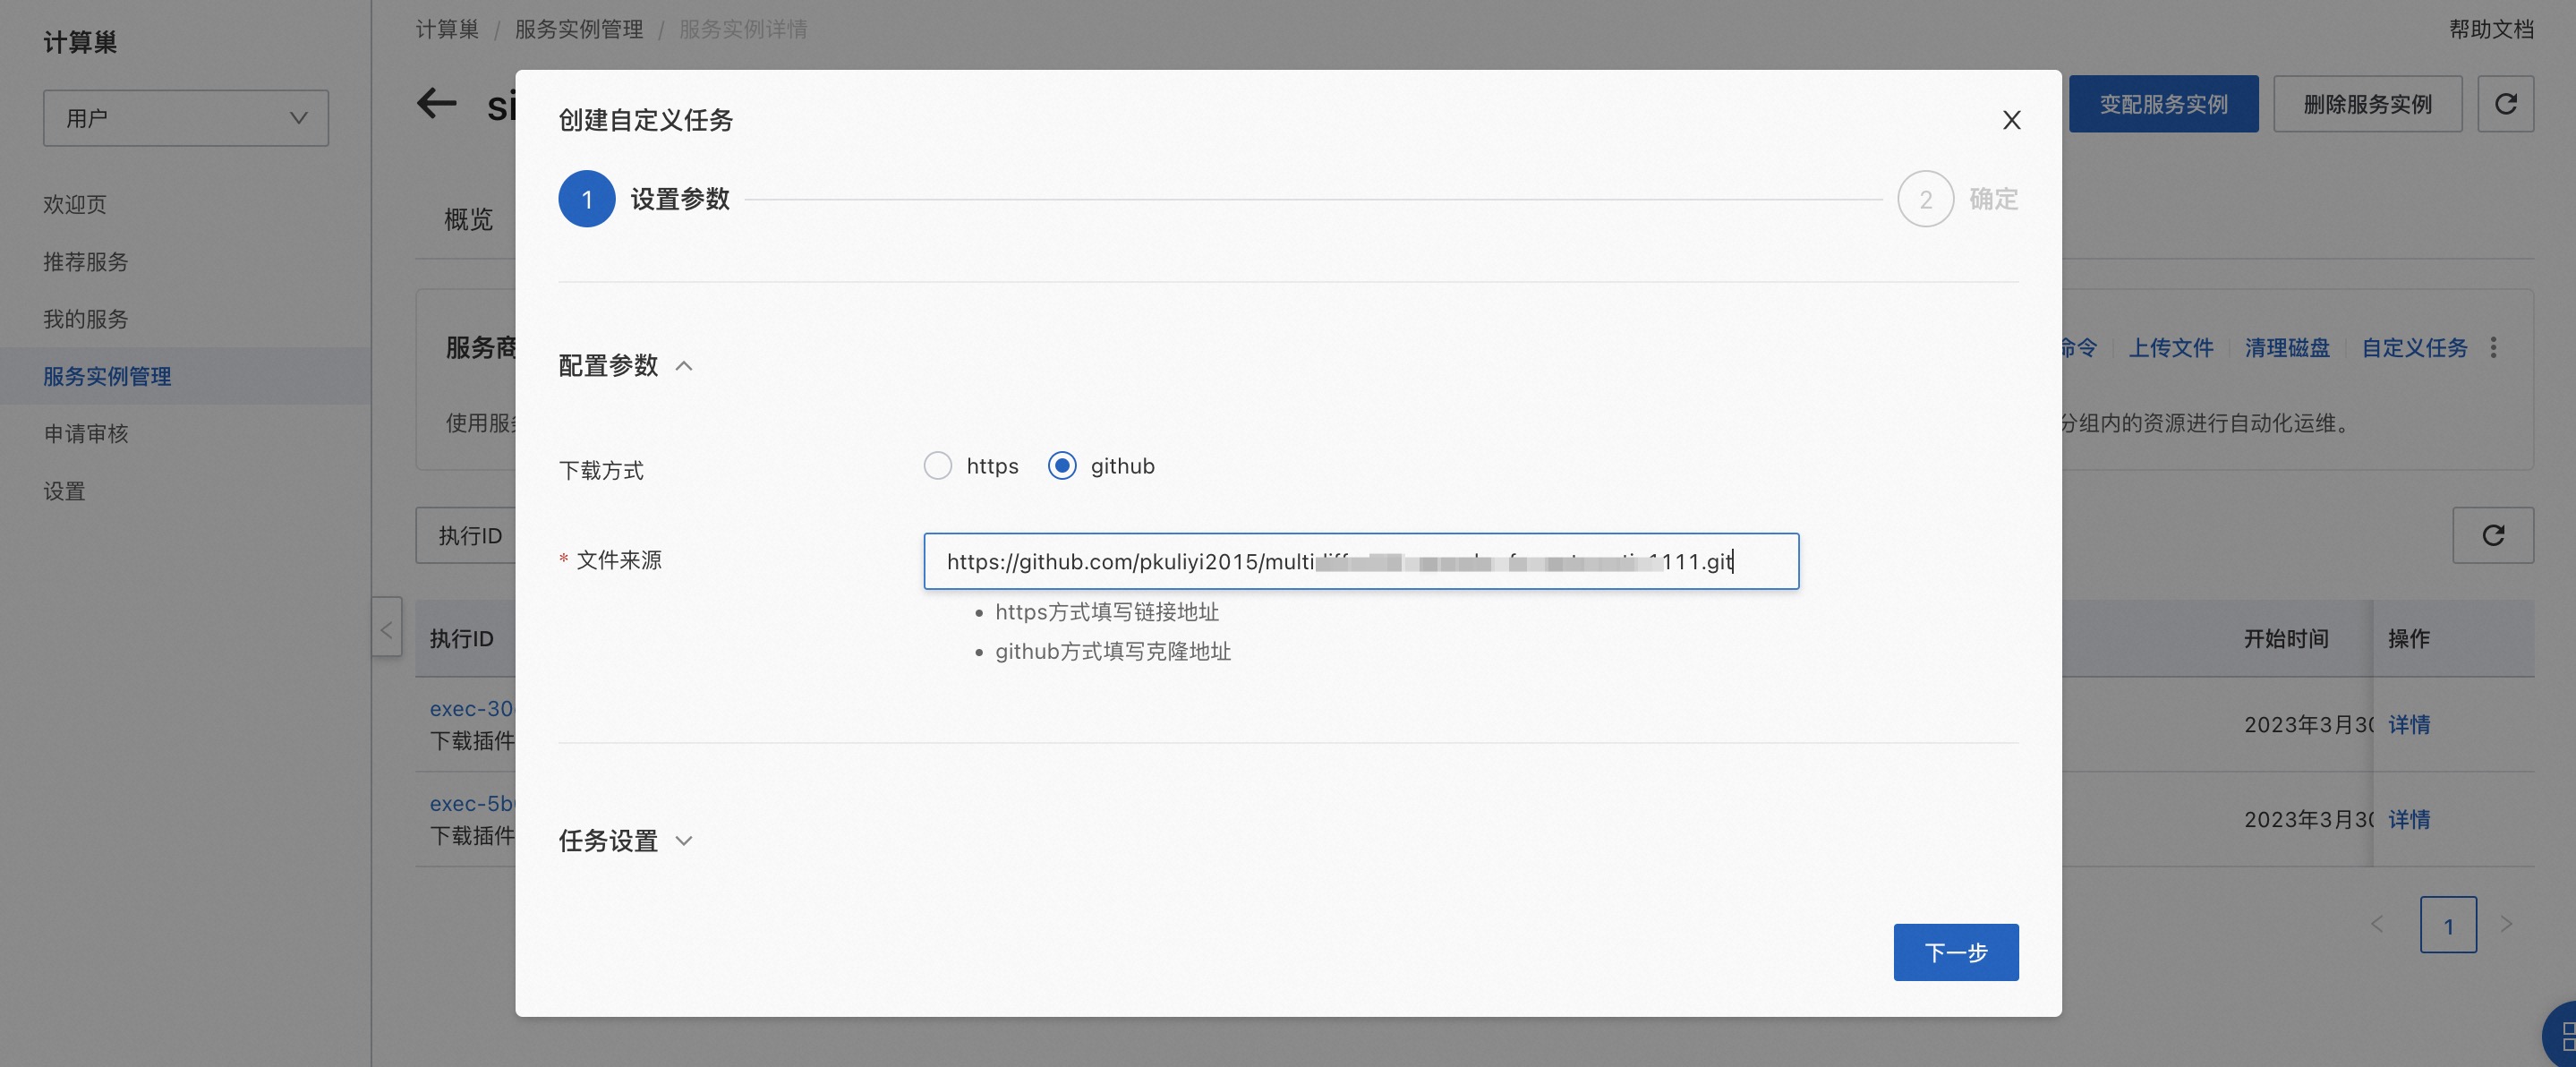 计算巢
用户
欢迎页
推荐服务
我的服务
服务实例管理
申请审核
设置
计算巢 / 服务实例管理 / 服务实例详情
帮助文档
si
变配服务实例
删除服务实例
概览
服务商
命令
上传文件
清理磁盘
自定义任务
使用服
分组内的资源进行自动化运维。
执行ID
执行ID
开始时间
操作
exec-30
下载插件
2023年3月30
详情
exec-5b
下载插件
2023年3月30
详情
1
创建自定义任务
X
1 设置参数
2 确定
配置参数
下载方式
https
github
* 文件来源
https://github.com/pkuliyi2015/multi 111.git
• https方式填写链接地址
• github方式填写克隆地址
任务设置
下一步